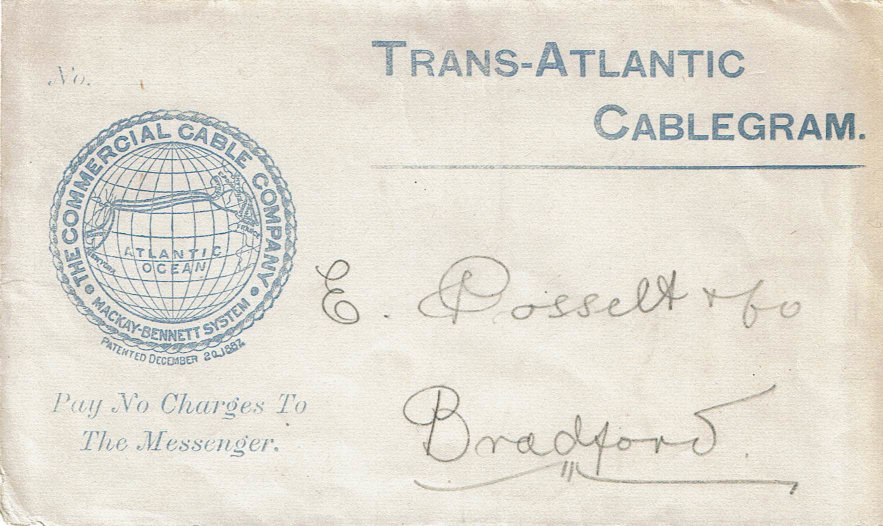 No.
TRANS-ATLANTIC
CABLEGRAM.
THE COMMERCIAL CABLE COMPANY
ATLANTIC
OCEAN
MACKAY-BENNETT SYSTEM
PATENTED DECEMBER 20, 1887
E. Posselt & Co
Bradford
Pay No Charges To
The Messenger.